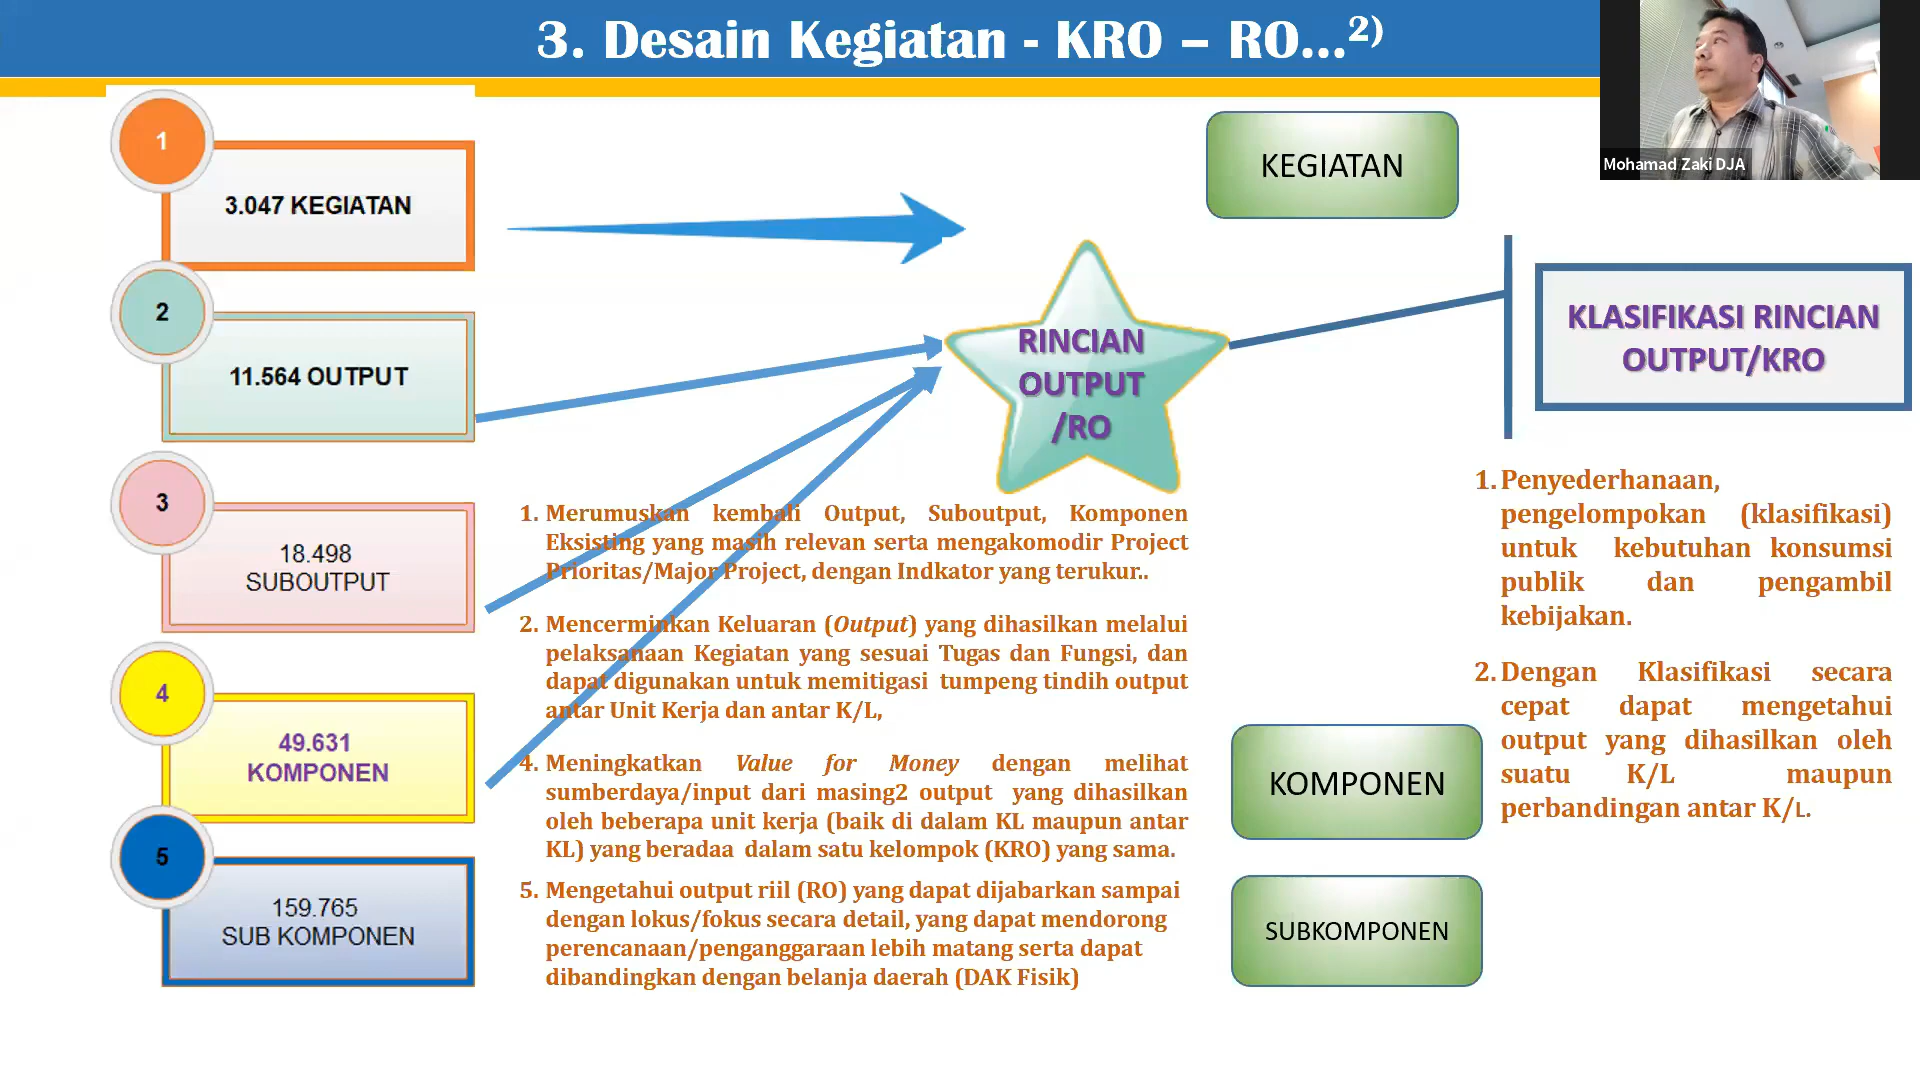 3. Desain Kegiatan - KRO – RO...2)
Mohamad Zaki DJA
1
3.047 KEGIATAN
2
11.564 OUTPUT
3
18.498
SUBOUTPUT
4
49.631
KOMPONEN
5
159.765
SUB KOMPONEN
RINCIAN
OUTPUT
/RO
1. Merumuskan kembali Output, Suboutput, Komponen
Eksisting yang masih relevan serta mengakomodir Project
Prioritas/Major Project, dengan Indkator yang terukur..
2. Mencerminkan Keluaran (Output) yang dihasilkan melalui
pelaksanaan Kegiatan yang sesuai Tugas dan Fungsi, dan
dapat digunakan untuk memitigasi tumpeng tindih output
antar Unit Kerja dan antar K/L,
4. Meningkatkan Value for Money dengan melihat
sumberdaya/input dari masing2 output yang dihasilkan
oleh beberapa unit kerja (baik di dalam KL maupun antar
KL) yang beradaa dalam satu kelompok (KRO) yang sama.
5. Mengetahui output riil (RO) yang dapat dijabarkan sampai
dengan lokus/fokus secara detail, yang dapat mendorong
perencanaan/penganggaraan lebih matang serta dapat
dibandingkan dengan belanja daerah (DAK Fisik)
KEGIATAN
KOMPONEN
SUBKOMPONEN
KLASIFIKASI RINCIAN
OUTPUT/KRO
1. Penyederhanaan,
pengelompokan (klasifikasi)
untuk kebutuhan konsumsi
publik dan pengambil
kebijakan.
2. Dengan Klasifikasi secara
cepat dapat mengetahui
output yang dihasilkan oleh
suatu K/L maupun
perbandingan antar K/L.